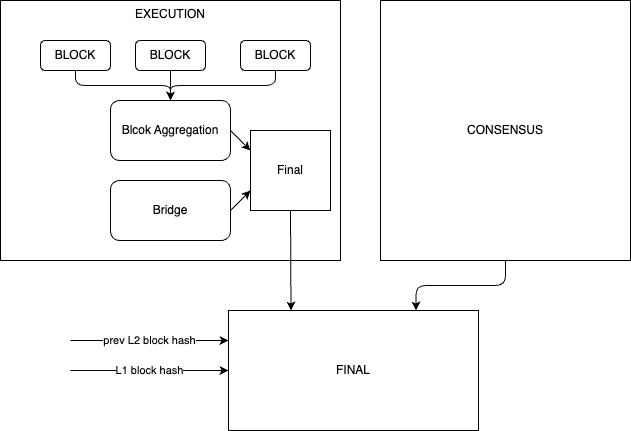 EXECUTION
BLOCK
BLOCK
BLOCK
Blcok Aggregation
Final
Bridge
CONSENSUS
prev L2 block hash
L1 block hash
FINAL